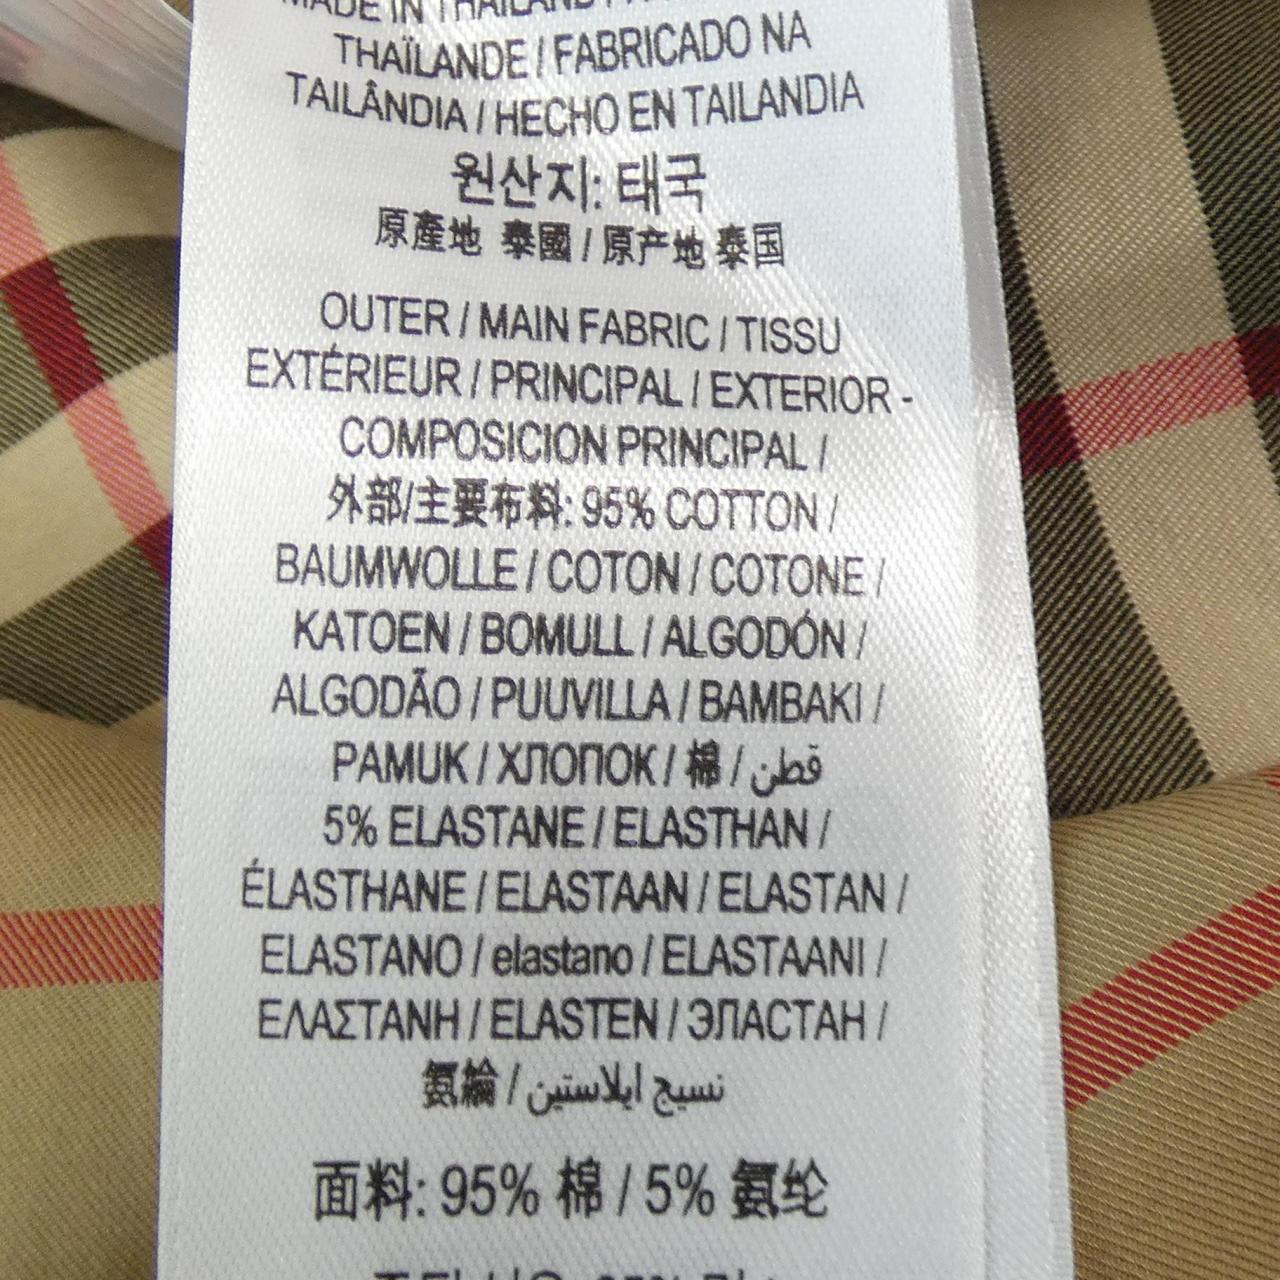 MADE IN THAILAND /
THAÏLANDE / FABRICADO NA
TAILÂNDIA / HECHO EN TAILANDIA
원산지: 태국
原產地 泰國 / 原产地 泰国
OUTER / MAIN FABRIC / TISSU
EXTÉRIEUR / PRINCIPAL / EXTERIOR -
COMPOSICION PRINCIPAL /
外部/主要布料: 95% COTTON /
BAUMWOLLE / COTON / COTONE /
KATOEN / BOMULL / ALGODÓN /
ALGODÃO / PUUVILLA / BAMBAKI /
PAMUK / ХЛОПОК / 棉 / قطن
5% ELASTANE / ELASTHAN /
ÉLASTHANE / ELASTAAN / ELASTAN /
ELASTANO / elastano / ELASTAANI /
ΕΛΑΣΤΑΝΗ / ELASTEN / ЭЛАСТАН /
氨綸 / نسيج ايلاستين
面料: 95% 棉 / 5% 氨纶